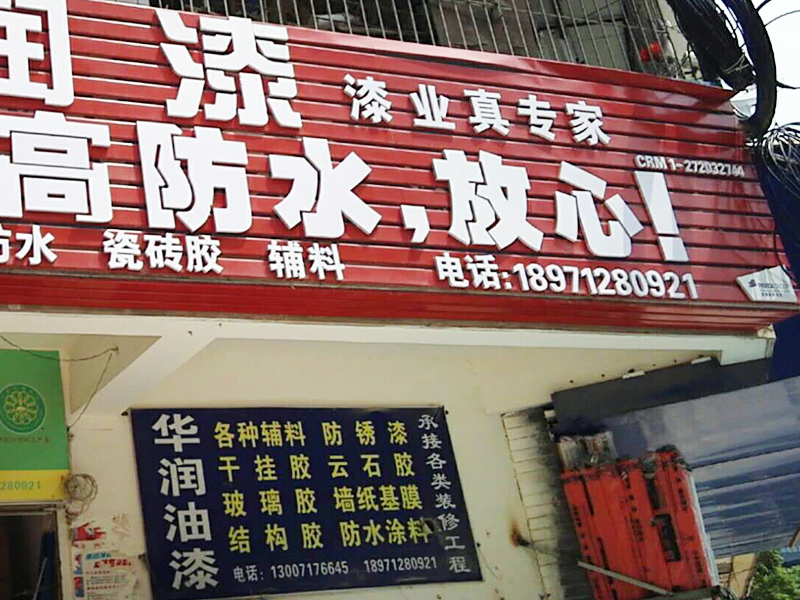 润 漆
漆业真专家
高防水,放心!
CRM 1-272032744
防水 瓷砖胶 辅料
电话:18971280921
280921
华润油漆
各种辅料 防锈漆
干挂胶 云石胶
玻璃胶 墙纸基膜
结构胶 防水涂料
承接各类装修工程
电话:13007176645 18971280921